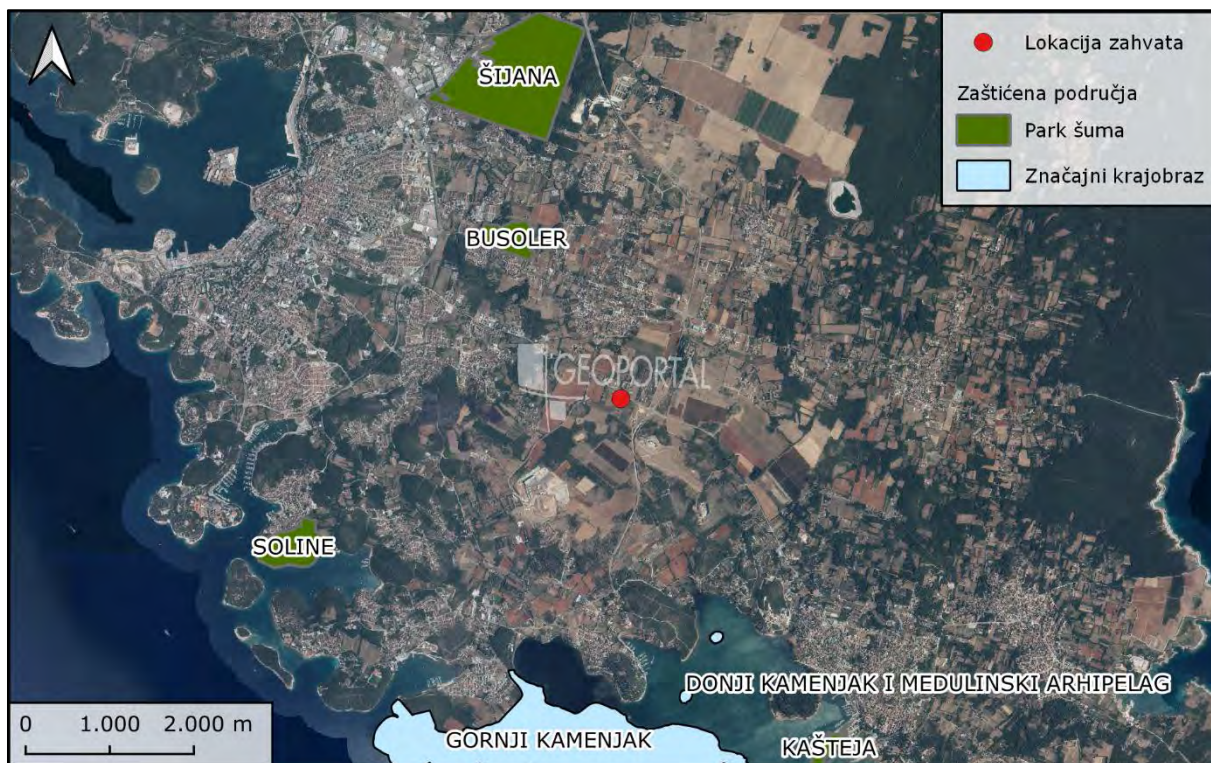 Lokacija zahvata
Zaštićena područja
Park šuma
Značajni krajobraz
ŠIJANA
BUSOLER
GEOPORTAL
SOLINE
DONJI KAMENJAK I MEDULINSKI ARHIPELAG
GORNJI KAMENJAK
KAŠTEJA
0 1.000 2.000 m